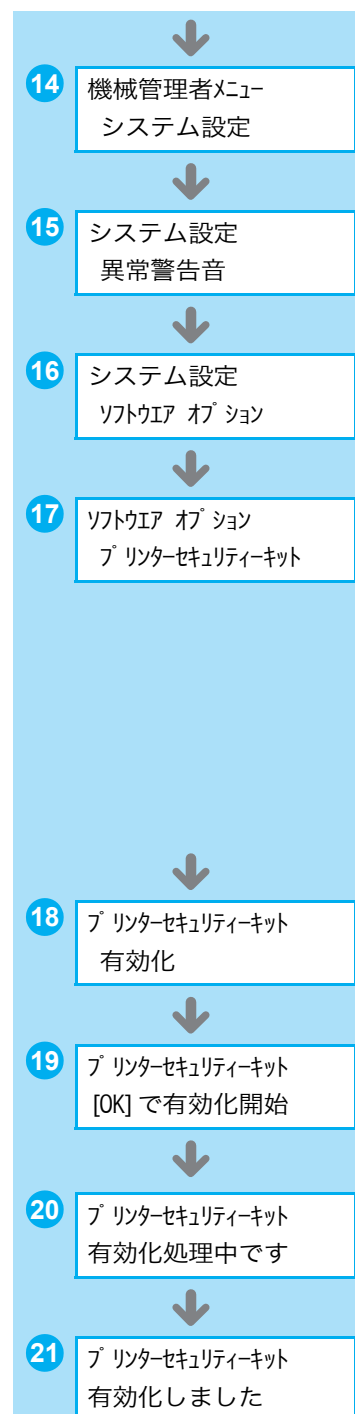 14
機械管理者ﾒﾆｭｰ
システム設定
15
システム設定
異常警告音
16
システム設定
ｿﾌﾄｳｴｱ ｵﾌﾟｼｮﾝ
17
ｿﾌﾄｳｴｱ ｵﾌﾟｼｮﾝ
ﾌﾟﾘﾝﾀｰｾｷｭﾘﾃｨｰｷｯﾄ
18
ﾌﾟﾘﾝﾀｰｾｷｭﾘﾃｨｰｷｯﾄ
有効化
19
ﾌﾟﾘﾝﾀｰｾｷｭﾘﾃｨｰｷｯﾄ
[OK] で有効化開始
20
ﾌﾟﾘﾝﾀｰｾｷｭﾘﾃｨｰｷｯﾄ
有効化処理中です
21
ﾌﾟﾘﾝﾀｰｾｷｭﾘﾃｨｰｷｯﾄ
有効化しました